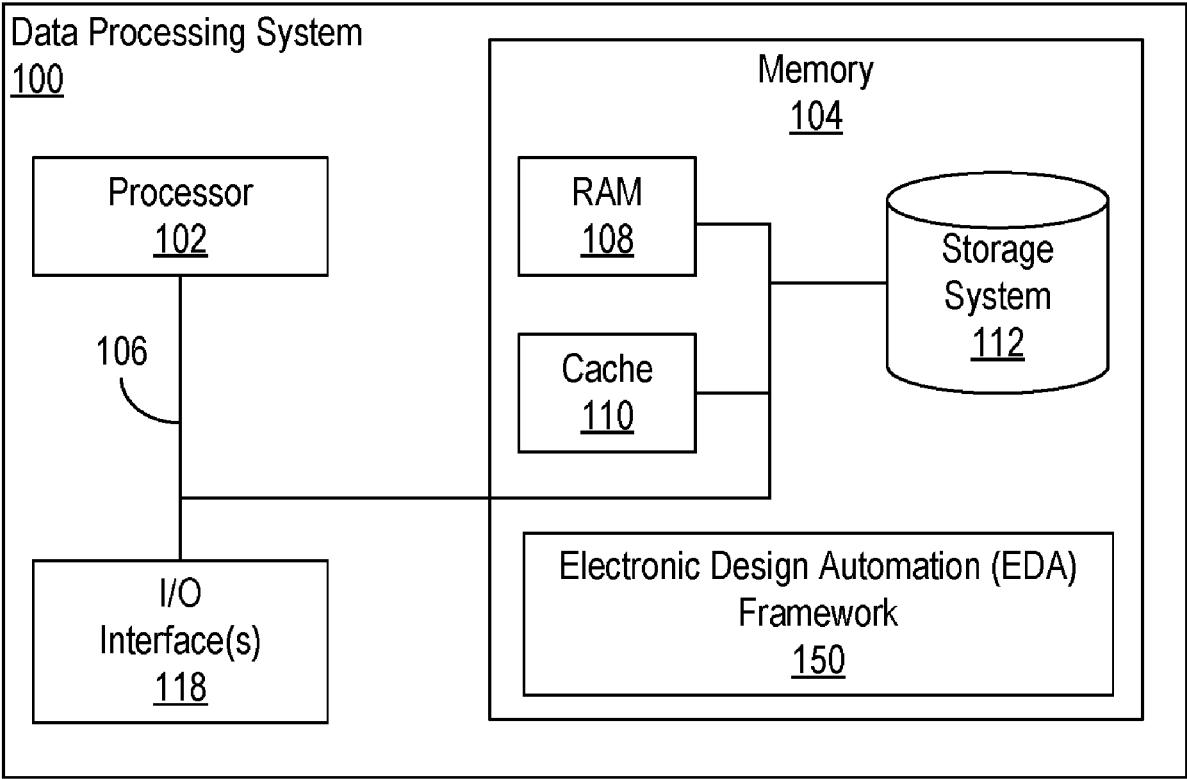 Data Processing System
100
Memory
104
Processor
102
RAM
108
Storage
System
112
106
Cache
110
I/O
Interface(s)
118
Electronic Design Automation (EDA)
Framework
150